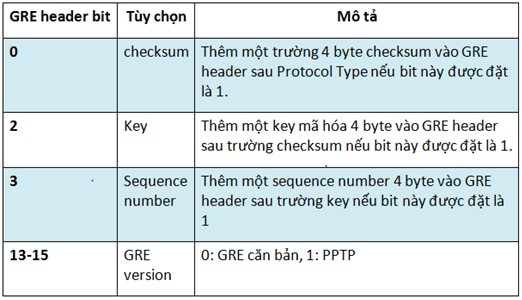 GRE header bit Tùy chọn Mô tả
0 checksum Thêm một trường 4 byte checksum vào GRE
header sau Protocol Type nếu bit này được đặt
là 1.
2 Key Thêm một key mã hóa 4 byte vào GRE header
sau trường checksum nếu bit này được đặt là 1.
3 Sequence Thêm một sequence number 4 byte vào GRE
number header sau trường key nếu bit này được đặt là
1
13-15 GRE 0: GRE căn bản, 1: PPTP
version